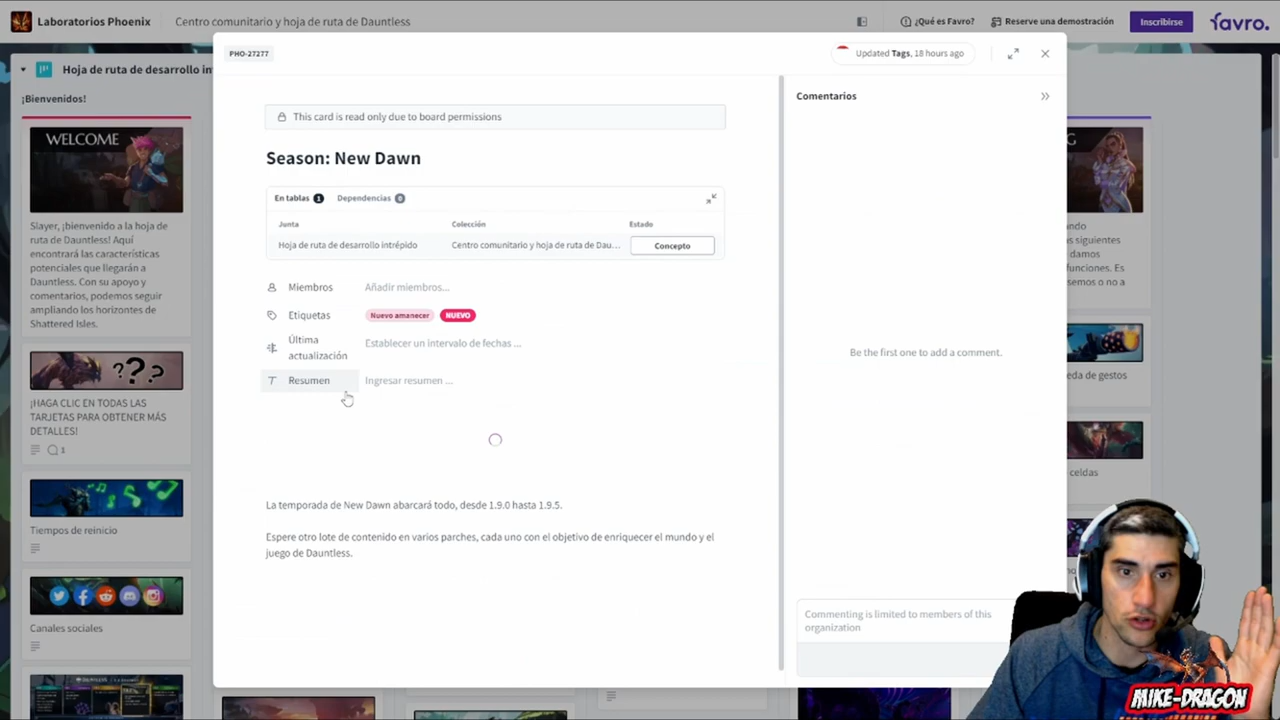 Laboratorios Phoenix
Centro comunitario y hoja de ruta de Dauntless
¿Qué es Favro?
Reserve una demostración
Inscribirse
favro.
Hoja de ruta de desarrollo
¡Bienvenidos!
WELCOME
Slayer, ¡bienvenido a la hoja
de ruta de Dauntless! Aquí
encontrará las características
potenciales que llegarán a
Dauntless. Con su apoyo y
comentarios, podemos seguir
ampliando los horizontes de
Shattered Isles.
???
¡HAGA CLIC EN TODAS LAS
TARJETAS PARA OBTENER MÁS
DETALLES!
1
Tiempos de reinicio
Canales sociales
PHO-27277
Updated Tags, 18 hours ago
This card is read only due to board permissions
Season: New Dawn
En tablas 1
Dependencias 0
Junta
Colección
Estado
Hoja de ruta de desarrollo intrépido
Centro comunitario y hoja de ruta de Dau...
Concepto
Miembros
Añadir miembros...
Etiquetas
Nuevo amanecer
NUEVO
Última
actualización
Establecer un intervalo de fechas ...
Resumen
Ingresar resumen ...
La temporada de New Dawn abarcará todo, desde 1.9.0 hasta 1.9.5.
Espere otro lote de contenido en varios parches, cada uno con el objetivo de enriquecer el mundo y el
juego de Dauntless.
Comentarios
Be the first one to add a comment.
Commenting is limited to members of this
organization
siguientes
damos
funciones. Es
semos o no a
eda de gestos
celdas
MIKE-DRAGON